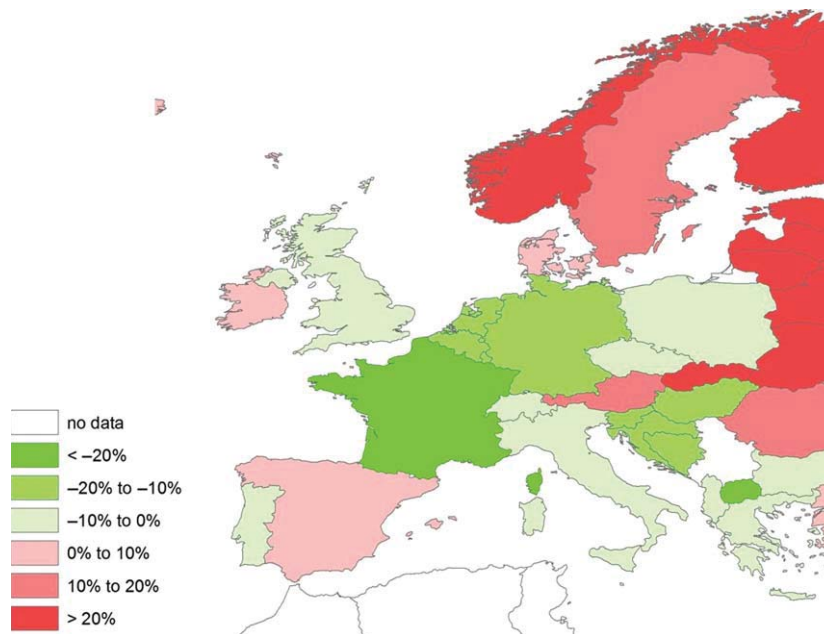 no data
< –20%
–20% to –10%
–10% to 0%
0% to 10%
10% to 20%
> 20%